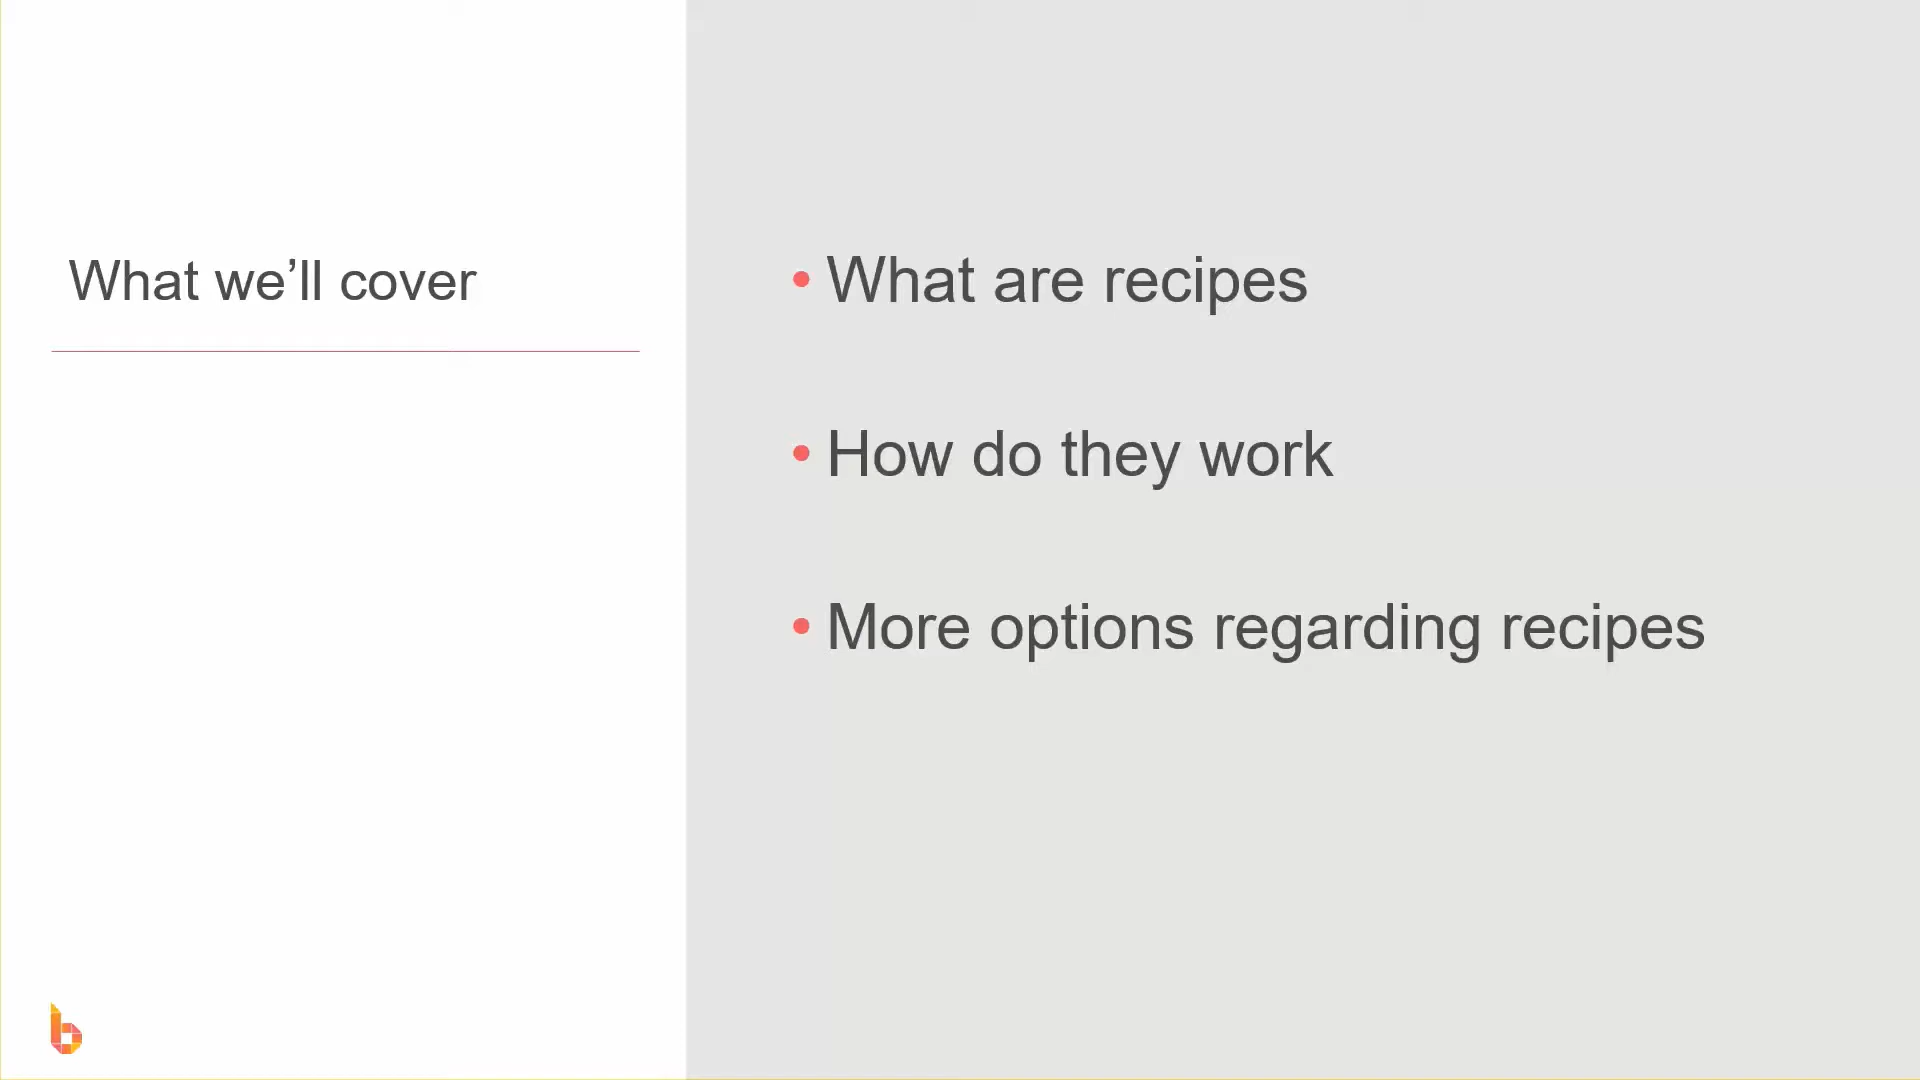 What we’ll cover
• What are recipes
• How do they work
• More options regarding recipes